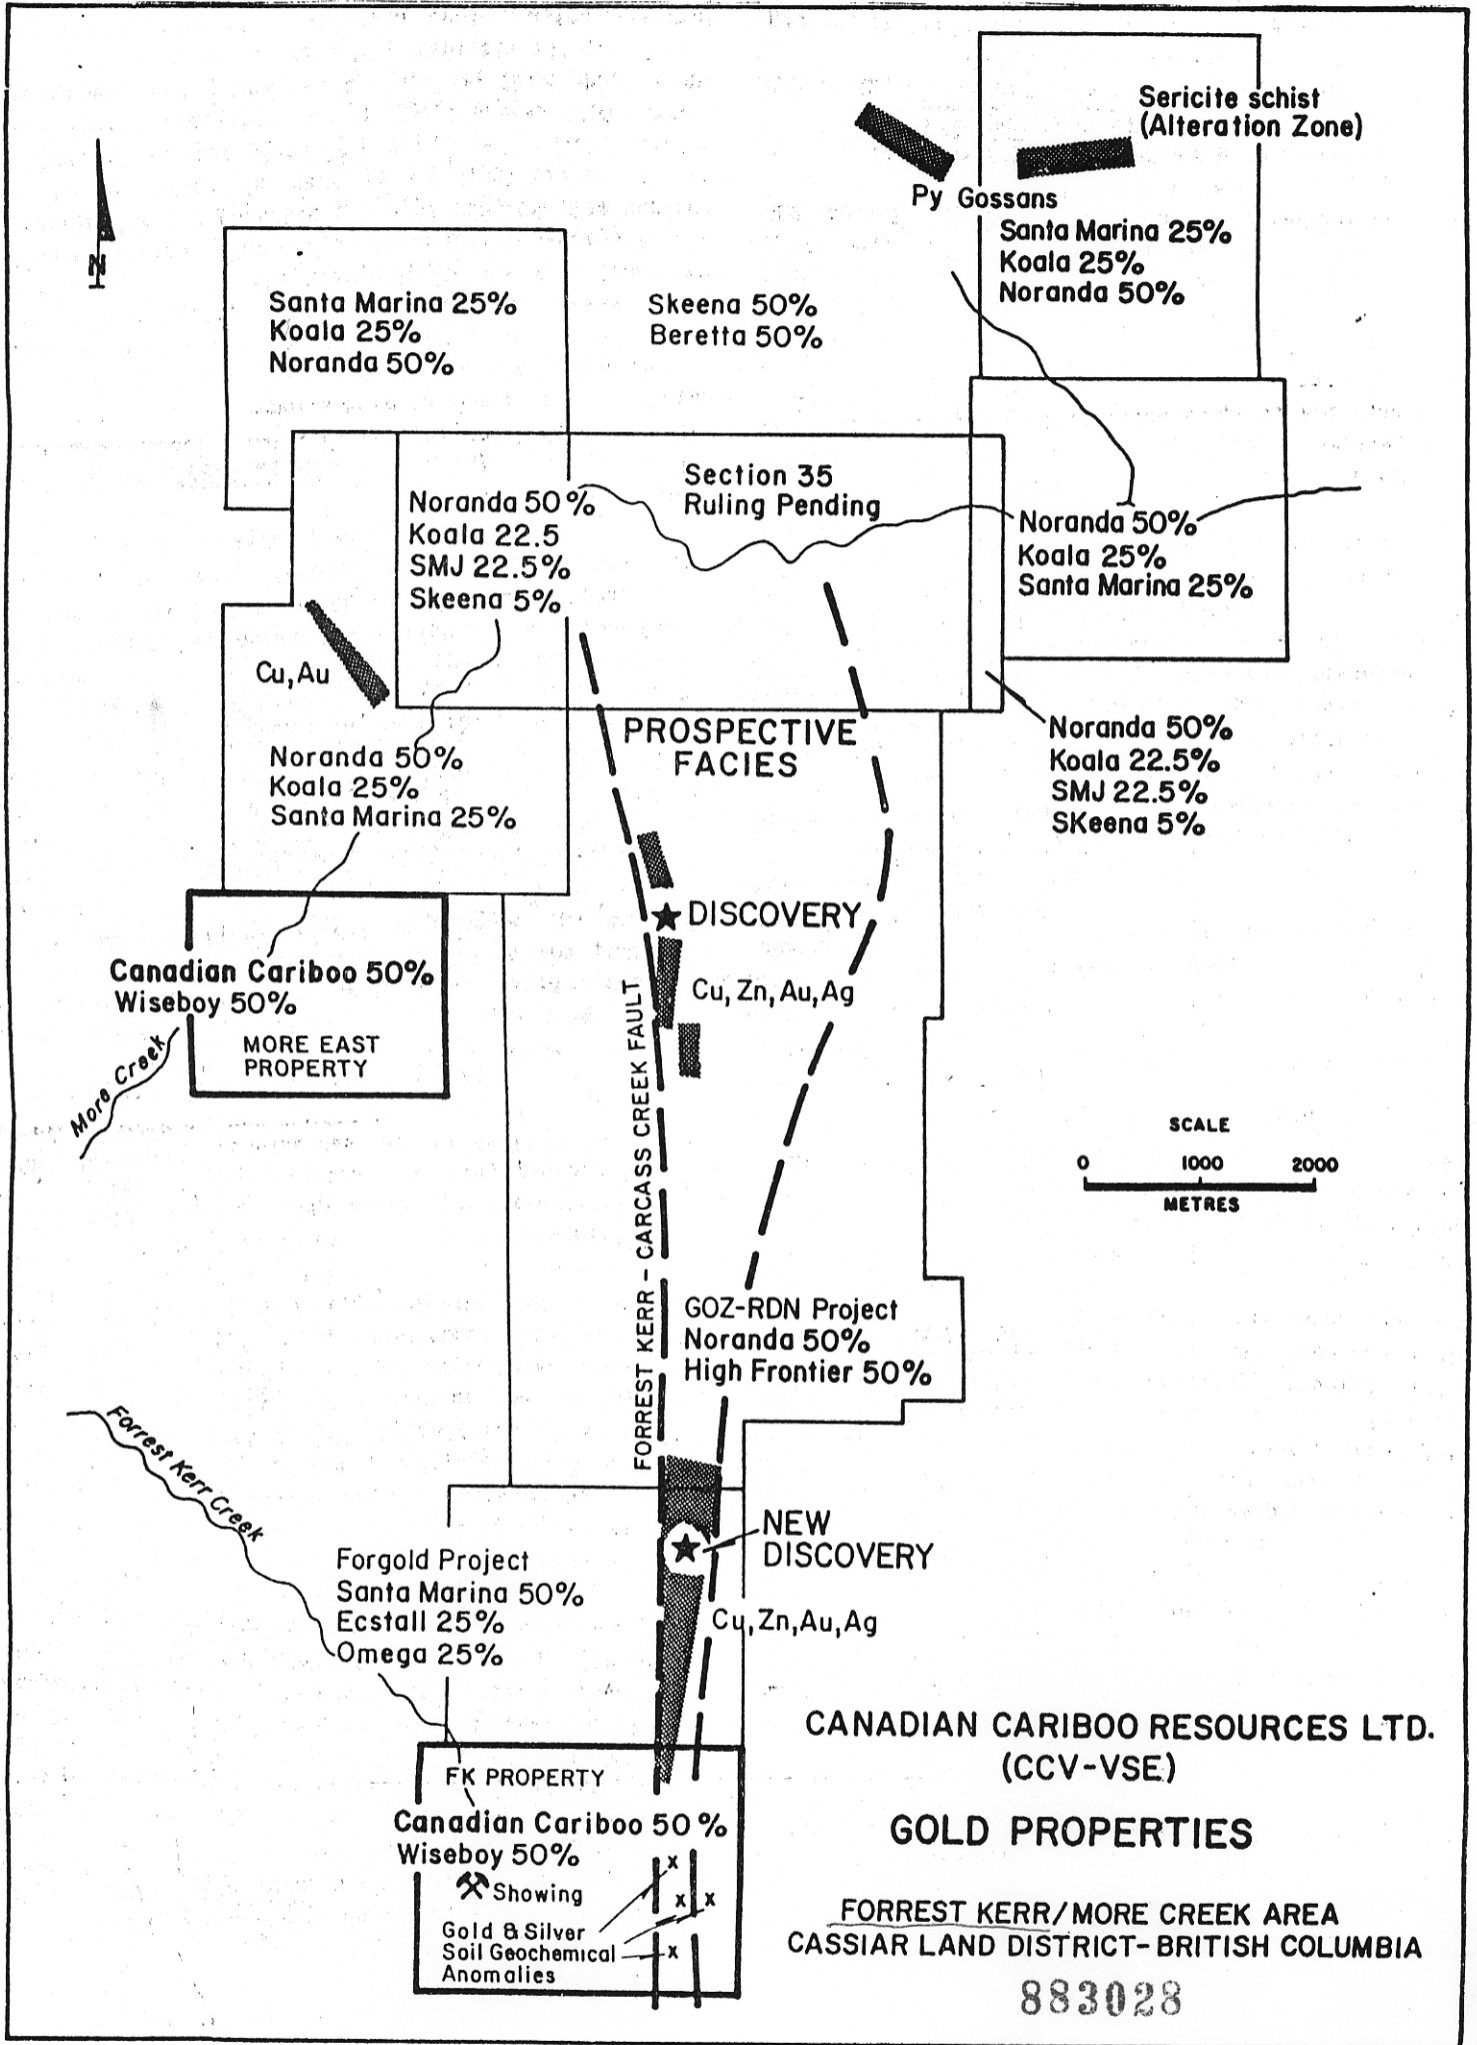 Sericite schist
(Alteration Zone)
Py Gossans
Santa Marina 25%
Koala 25%
Noranda 50%
N
Santa Marina 25%
Koala 25%
Noranda 50%
Skeena 50%
Beretta 50%
Section 35
Ruling Pending
Noranda 50%
Koala 22.5
SMJ 22.5%
Skeena 5%
Noranda 50%
Koala 25%
Santa Marina 25%
Cu, Au
PROSPECTIVE
FACIES
Noranda 50%
Koala 22.5%
SMJ 22.5%
SKeena 5%
Noranda 50%
Koala 25%
Santa Marina 25%
DISCOVERY
Cu, Zn, Au, Ag
Canadian Cariboo 50%
Wiseboy 50%
MORE EAST
PROPERTY
More Creek
FORREST KERR - CARCASS CREEK FAULT
SCALE
0 1000 2000
METRES
GOZ-RDN Project
Noranda 50%
High Frontier 50%
Forrest Kerr Creek
NEW
DISCOVERY
Forgold Project
Santa Marina 50%
Ecstall 25%
Omega 25%
Cu, Zn, Au, Ag
CANADIAN CARIBOO RESOURCES LTD.
(CCV-VSE)
GOLD PROPERTIES
FK PROPERTY
Canadian Cariboo 50%
Wiseboy 50%
Showing
Gold & Silver
Soil Geochemical
Anomalies
x
x x
x
FORREST KERR/MORE CREEK AREA
CASSIAR LAND DISTRICT-BRITISH COLUMBIA
883028